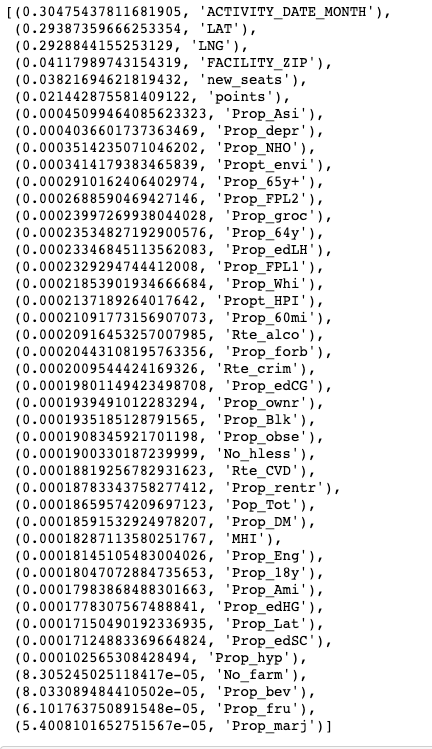 [(0.30475437811681905, 'ACTIVITY_DATE_MONTH'),
(0.29387359666253354, 'LAT'),
(0.2928844155253129, 'LNG'),
(0.04117989743154319, 'FACILITY_ZIP'),
(0.03821694621819432, 'new_seats'),
(0.021442875581409122, 'points'),
(0.00045099464085623323, 'Prop_Asi'),
(0.0004036601737363469, 'Prop_depr'),
(0.0003514235071046202, 'Prop_NHO'),
(0.0003414179383465839, 'Propt_envi'),
(0.00029101624064029​74, 'Prop_65y+'),
(0.0002688590469427146, 'Prop_FPL2'),
(0.00023997269938044028, 'Prop_groc'),
(0.00023534827192900576, 'Prop_64y'),
(0.00023346845113562083, 'Prop_edLH'),
(0.0002329294744412008, 'Prop_FPL1'),
(0.00021853901934666684, 'Prop_Whi'),
(0.00021371892640176​42, 'Propt_HPI'),
(0.00021091773156907073, 'Prop_60mi'),
(0.00020916453257007985, 'Rte_alco'),
(0.00020443108195763356, 'Prop_forb'),
(0.0002009544424169326, 'Rte_crim'),
(0.00019801149423498708, 'Prop_edCG'),
(0.0001939491012283294, 'Prop_ownr'),
(0.0001935185128791565, 'Prop_Blk'),
(0.0001908345921701198, 'Prop_obse'),
(0.0001900330187239999, 'No_hless'),
(0.00018819256782931623, 'Rte_CVD'),
(0.00018783343758277412, 'Prop_rentr'),
(0.00018659574209697123, 'Pop_Tot'),
(0.00018591532924978207, 'Prop_DM'),
(0.00018287113580251767, 'MHI'),
(0.00018145105483004026, 'Prop_Eng'),
(0.00018047072884735653, 'Prop_18y'),
(0.00017983868488301663, 'Prop_Ami'),
(0.0001778307567488841, 'Prop_edHG'),
(0.00017150490192336935, 'Prop_Lat'),
(0.00017124883369664824, 'Prop_edSC'),
(0.000102565308428494, 'Prop_hyp'),
(8.305245025118417e-05, 'No_farm'),
(8.033089484410502e-05, 'Prop_bev'),
(6.101763750891548e-05, 'Prop_fru'),
(5.4008101652751567e-05, 'Prop_marj')]